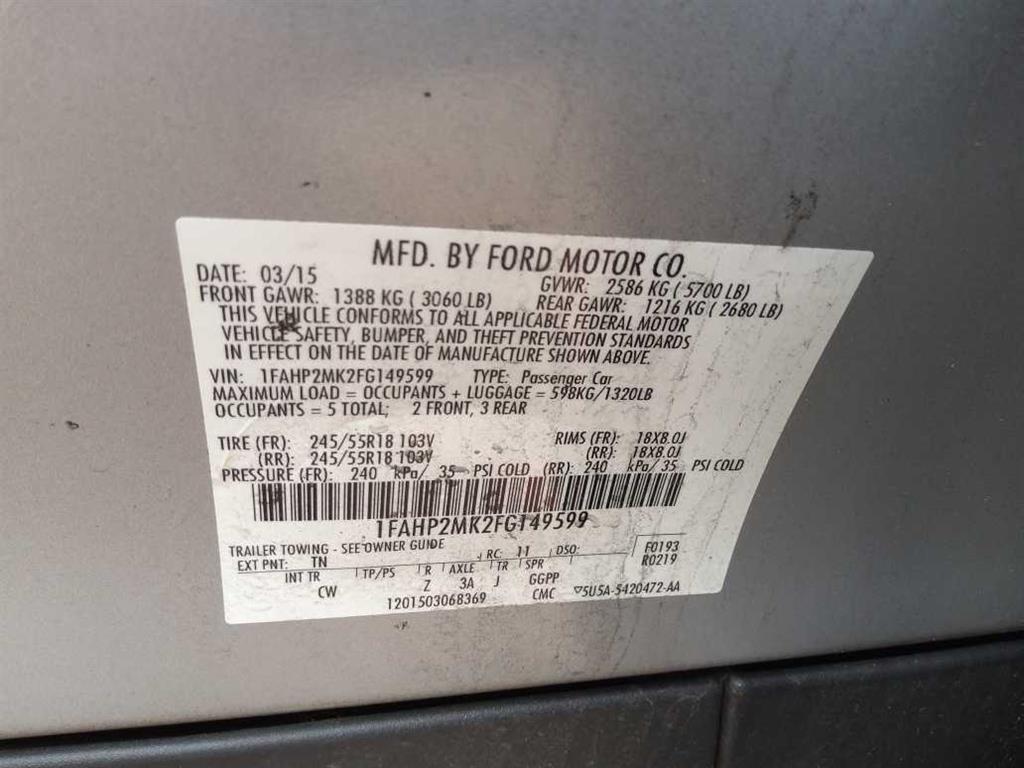 MFD. BY FORD MOTOR CO.
DATE: 03/15 GVWR: 2586 KG ( 5700 LB)
FRONT GAWR: 1388 KG ( 3060 LB) REAR GAWR: 1216 KG ( 2680 LB)
THIS VEHICLE CONFORMS TO ALL APPLICABLE FEDERAL MOTOR
VEHICLE SAFETY, BUMPER, AND THEFT PREVENTION STANDARDS
IN EFFECT ON THE DATE OF MANUFACTURE SHOWN ABOVE.
VIN: 1FAHP2MK2FG149599 TYPE: Passenger Car
MAXIMUM LOAD = OCCUPANTS + LUGGAGE = 598KG/1320LB
OCCUPANTS = 5 TOTAL; 2 FRONT, 3 REAR
TIRE (FR): 245/55R18 103V RIMS (FR): 18X8.0J
(RR): 245/55R18 103V (RR): 18X8.0J
PRESSURE (FR): 240 kPa/ 35 PSI COLD (RR): 240 kPa/ 35 PSI COLD
1FAHP2MK2FG149599
TRAILER TOWING - SEE OWNER GUIDE
EXT PNT: TN RC: 11 DSO: F0193
R0219
INT TR TP/PS R AXLE TR SPR
CW Z 3A J GGPP
1201503068369 CMC ▽5U5A-5420472-AA